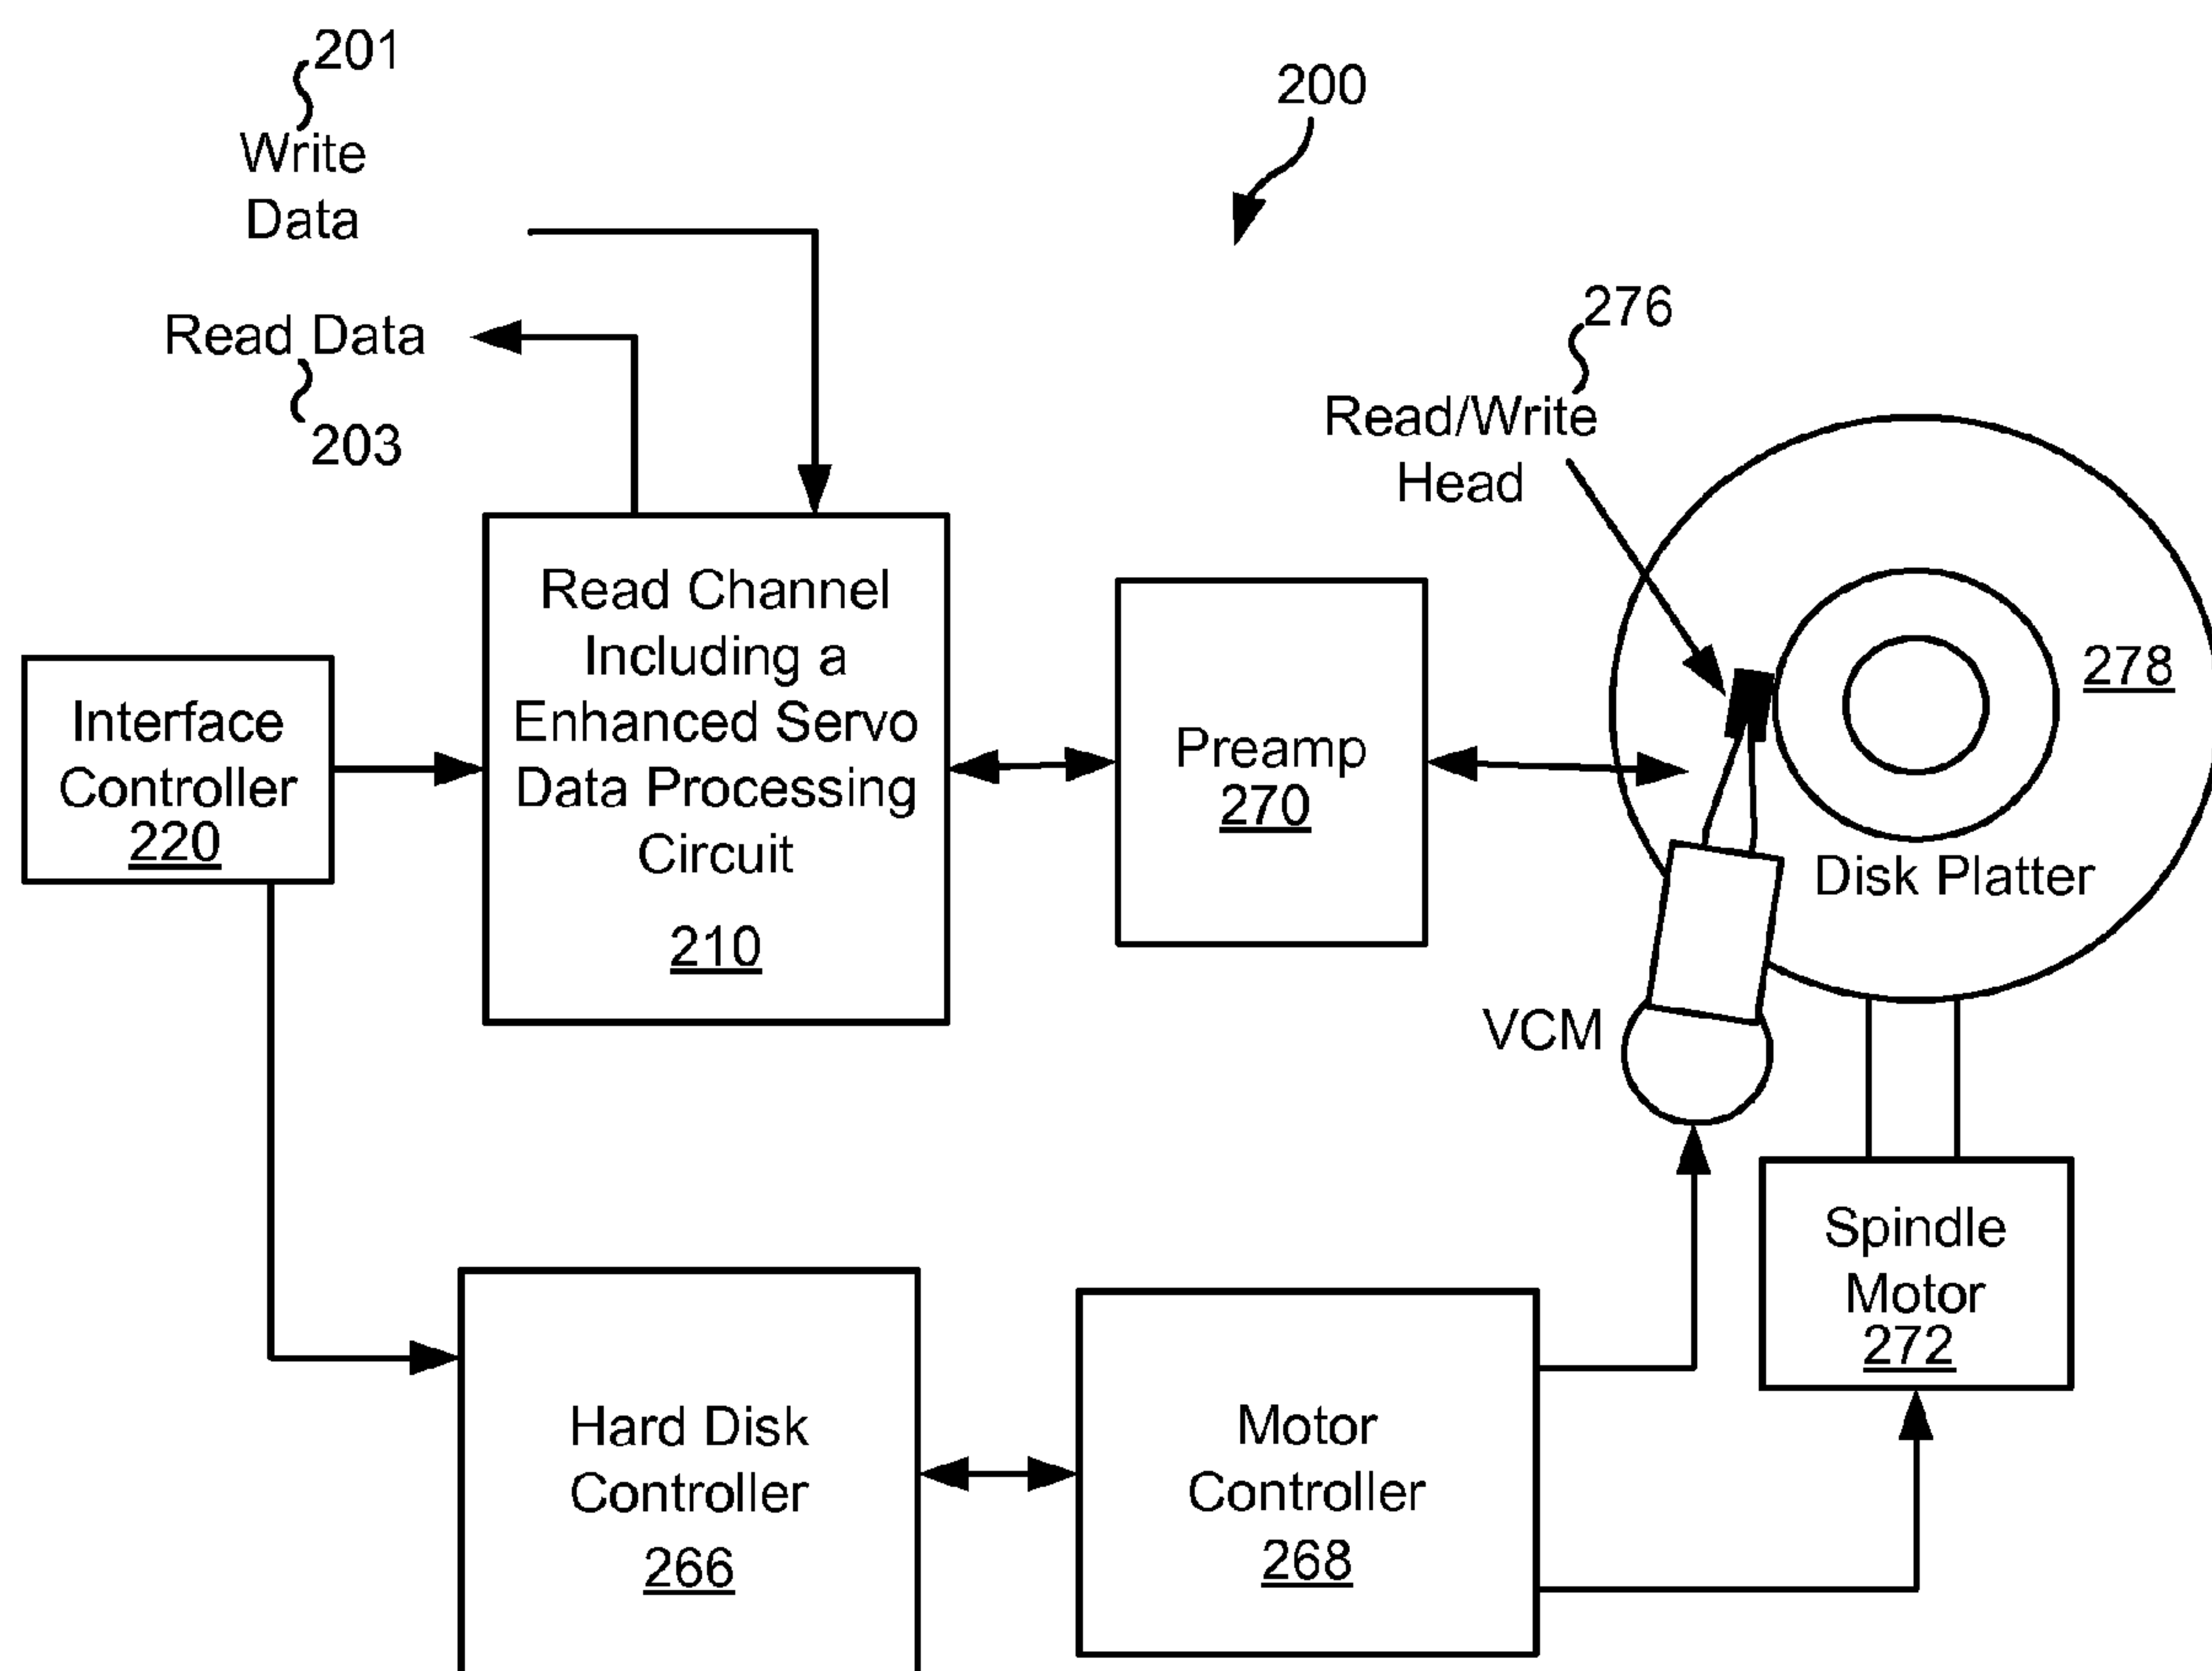 201
Write
Data
200
Read Data
203
276
Read/Write
Head
Read Channel
Including a
Enhanced Servo
Data Processing
Circuit
210
Interface
Controller
220
Preamp
270
278
Disk Platter
VCM
Spindle
Motor
272
Hard Disk
Controller
266
Motor
Controller
268